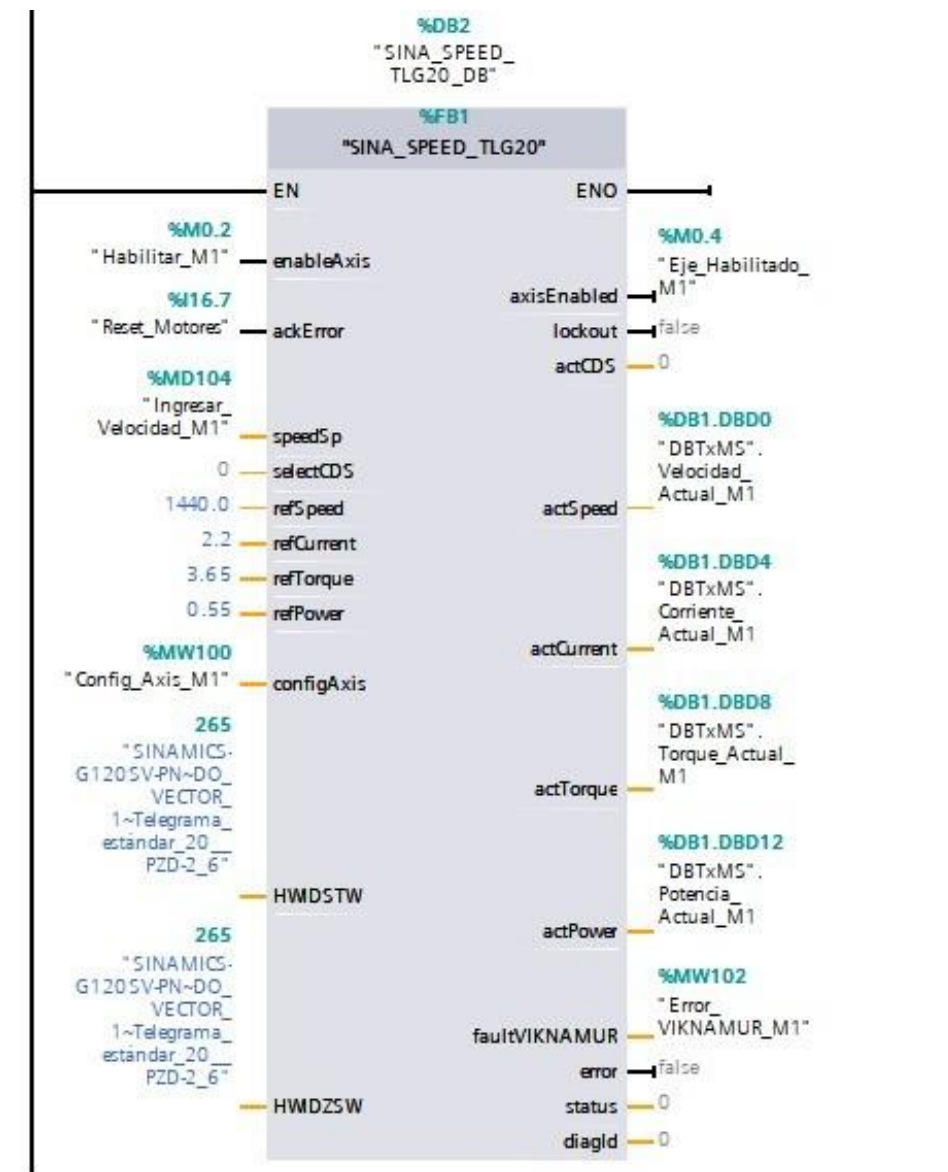 %DB2
"SINA_SPEED_
TLG20_DB"
%FB1
"SINA_SPEED_TLG20"
EN
ENO
%M0.2
"Habilitar_M1"
enableAxis
%M0.4
"Eje_Habilitado_
M1"
axisEnabled
%I16.7
"Reset_Motores"
ackError
lockout
false
actCDS
0
%MD104
"Ingresar_
Velocidad_M1"
speedSp
0
selectCDS
1440.0
refSpeed
2.2
refCurrent
3.65
refTorque
0.55
refPower
%DB1.DBD0
"DBTxMS".
Velocidad_
Actual_M1
actSpeed
%DB1.DBD4
"DBTxMS".
Corriente_
Actual_M1
actCurrent
%MW100
"Config_Axis_M1"
configAxis
%DB1.DBD8
"DBTxMS".
Torque_Actual_
M1
actTorque
265
"SINAMICS-
G120SV-PN~DO_
VECTOR_
1~Telegrama_
estándar_20__
PZD-2_6"
HWIDSTW
%DB1.DBD12
"DBTxMS".
Potencia_
Actual_M1
actPower
265
"SINAMICS-
G120SV-PN~DO_
VECTOR_
1~Telegrama_
estándar_20__
PZD-2_6"
HWIDZSW
%MW102
"Error_
VIKNAMUR_M1"
faultVIKNAMUR
error
false
status
0
diagId
0